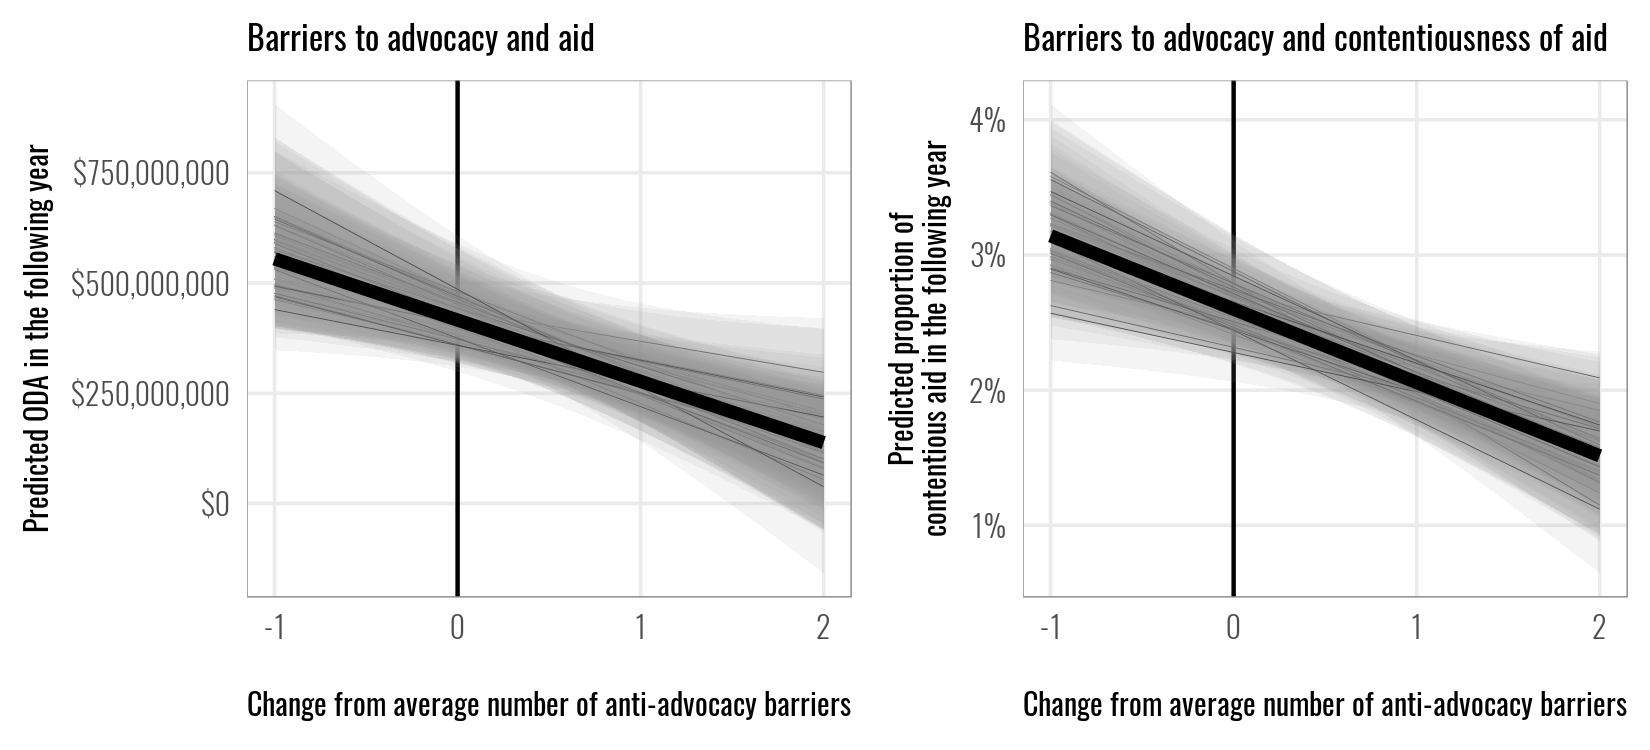 Barriers to advocacy and aid
Predicted ODA in the following year
$750,000,000
$500,000,000
$250,000,000
$0
-1 0 1 2
Change from average number of anti-advocacy barriers
Barriers to advocacy and contentiousness of aid
Predicted proportion of
contentious aid in the following year
4%
3%
2%
1%
-1 0 1 2
Change from average number of anti-advocacy barriers